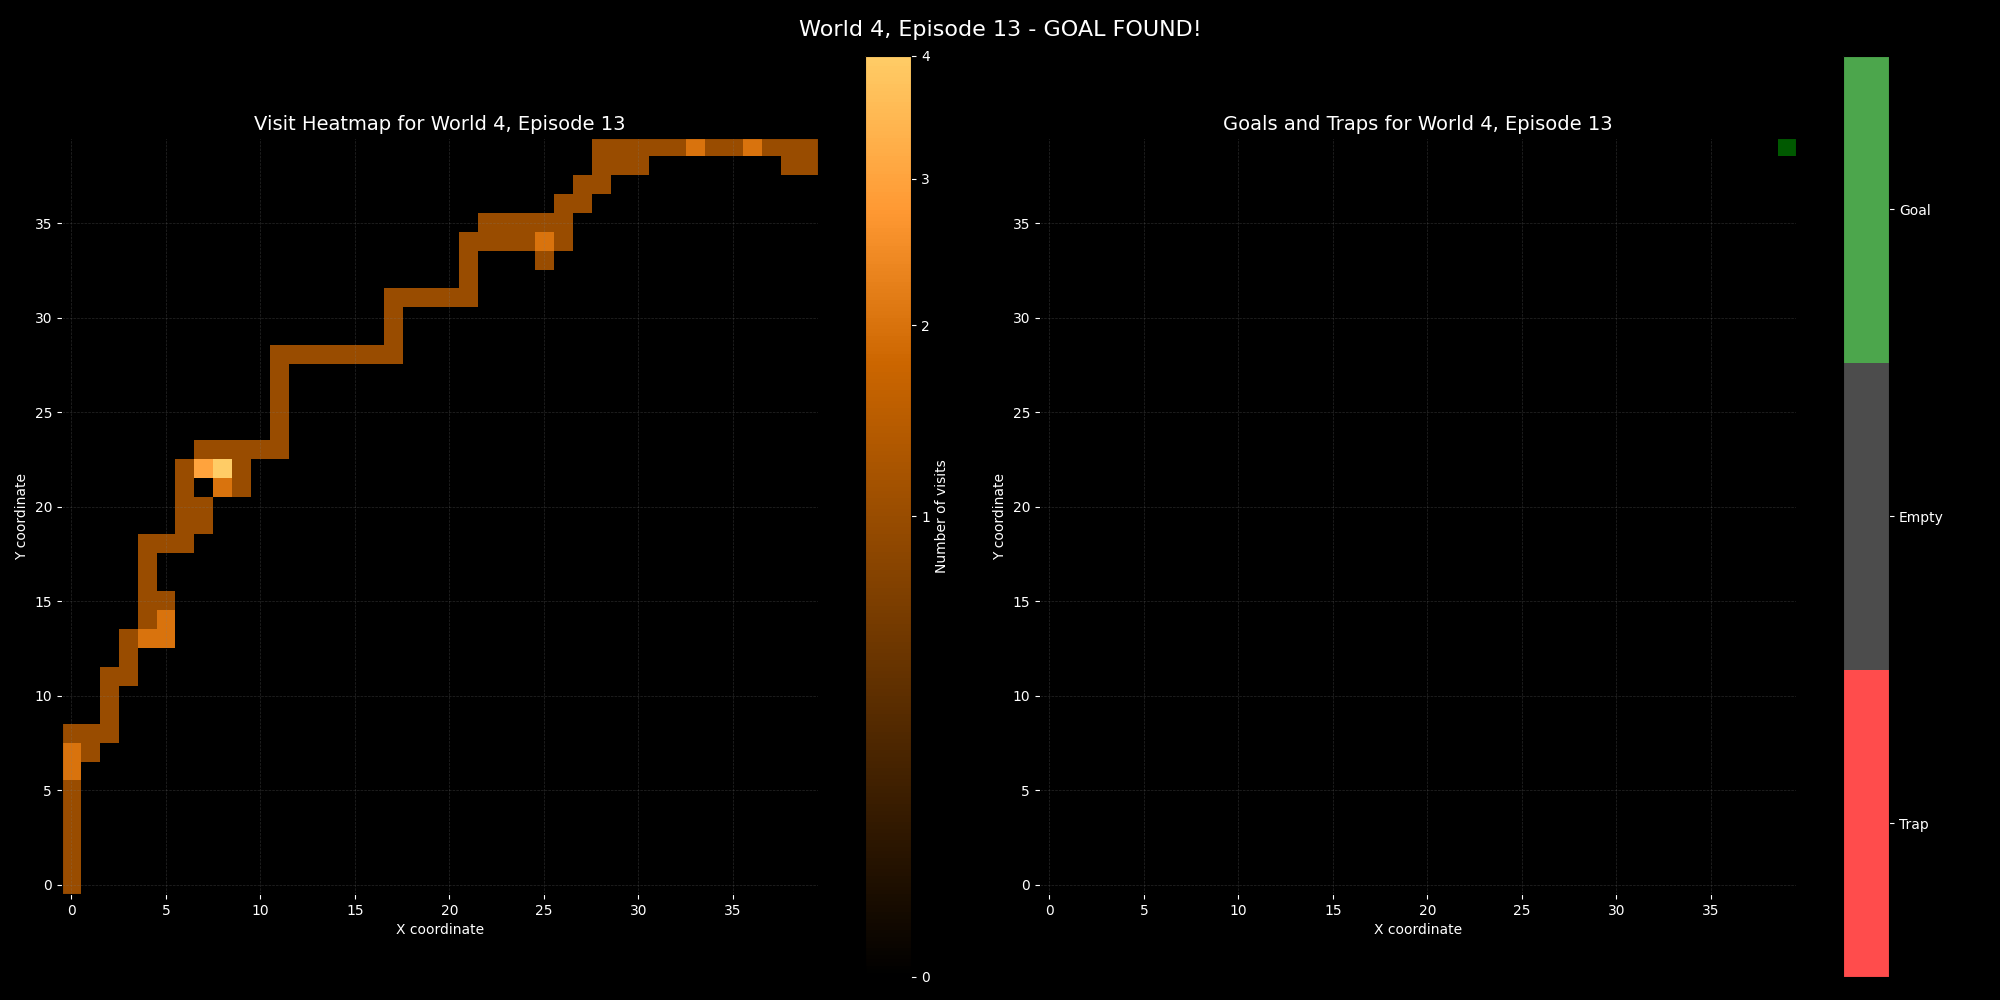 World 4, Episode 13 - GOAL FOUND!
Visit Heatmap for World 4, Episode 13
Y coordinate
35
30
25
20
15
10
5
0
0 5 10 15 20 25 30 35
X coordinate
4
3
2
1
0
Number of visits
Goals and Traps for World 4, Episode 13
Y coordinate
35
30
25
20
15
10
5
0
0 5 10 15 20 25 30 35
X coordinate
Goal
Empty
Trap